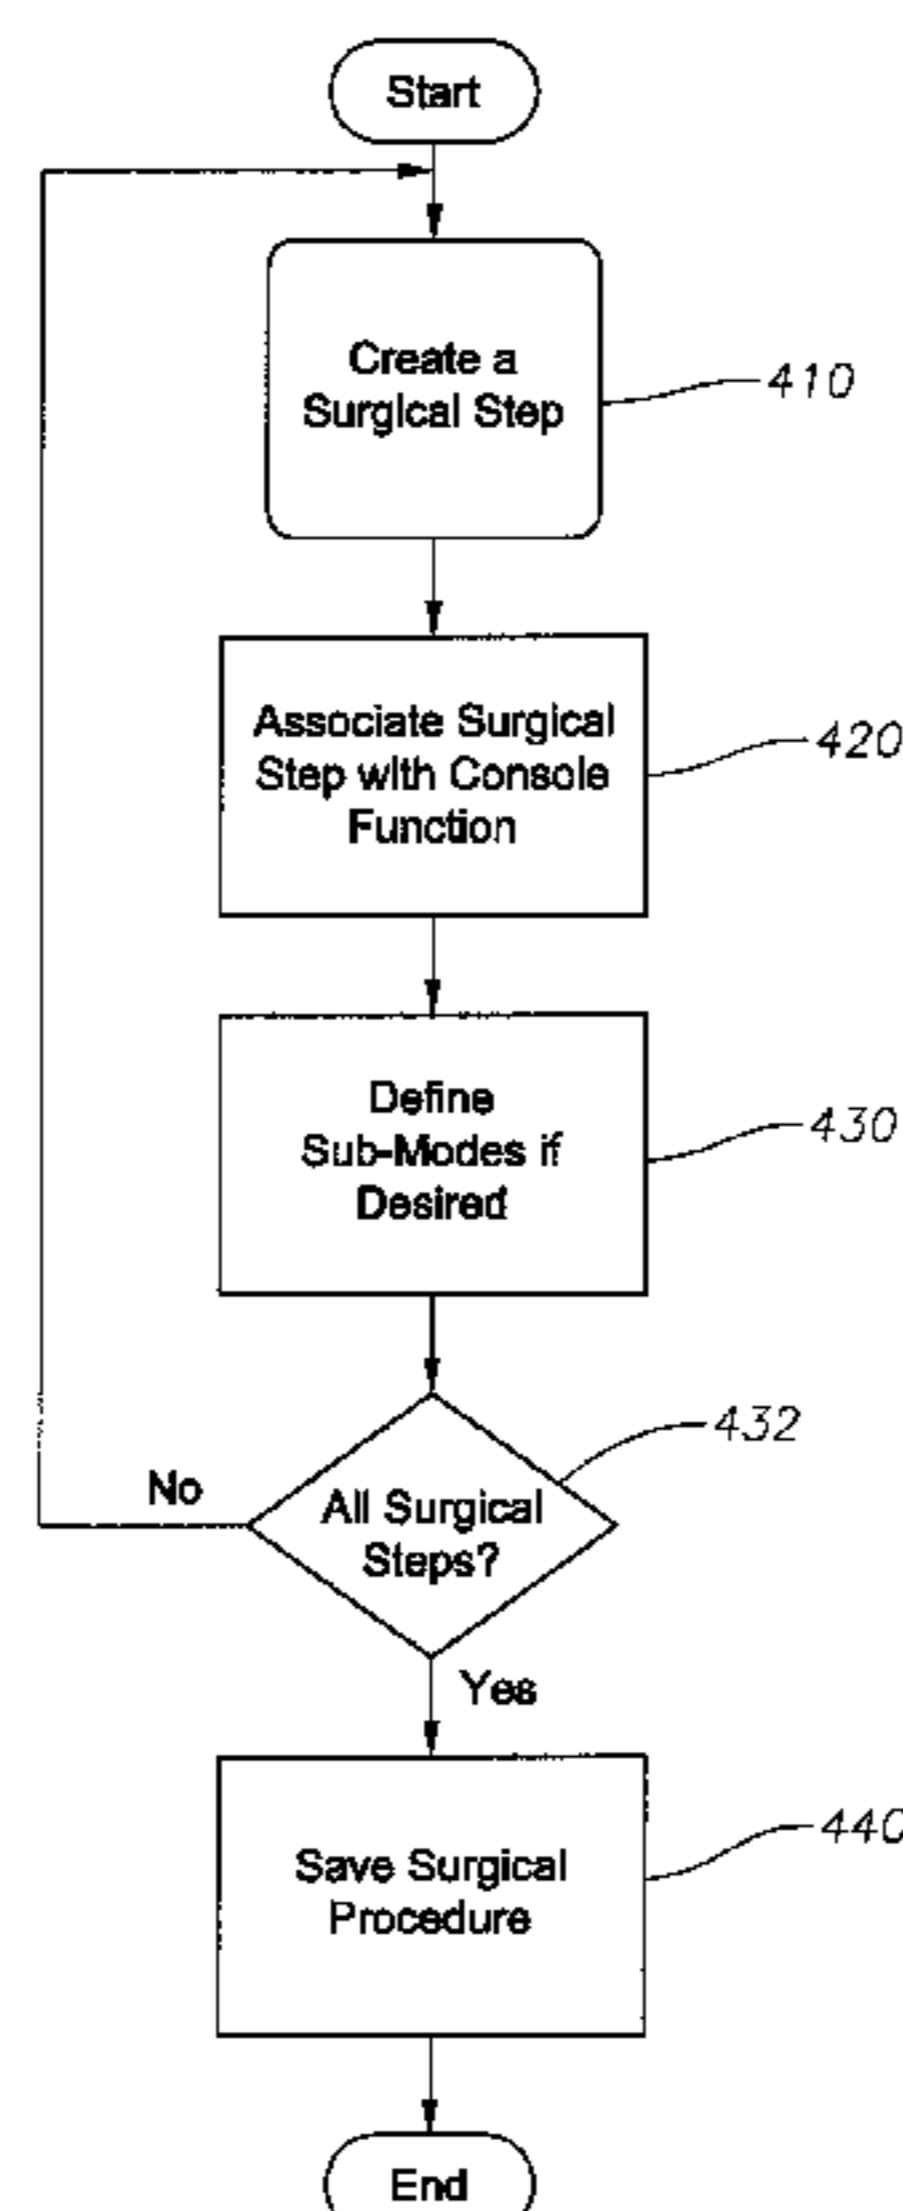 Start
Create a
Surgical Step
410
Associate Surgical
Step with Console
Function
420
Define
Sub-Modes if
Desired
430
432
No
All Surgical
Steps?
Yes
Save Surgical
Procedure
440
End